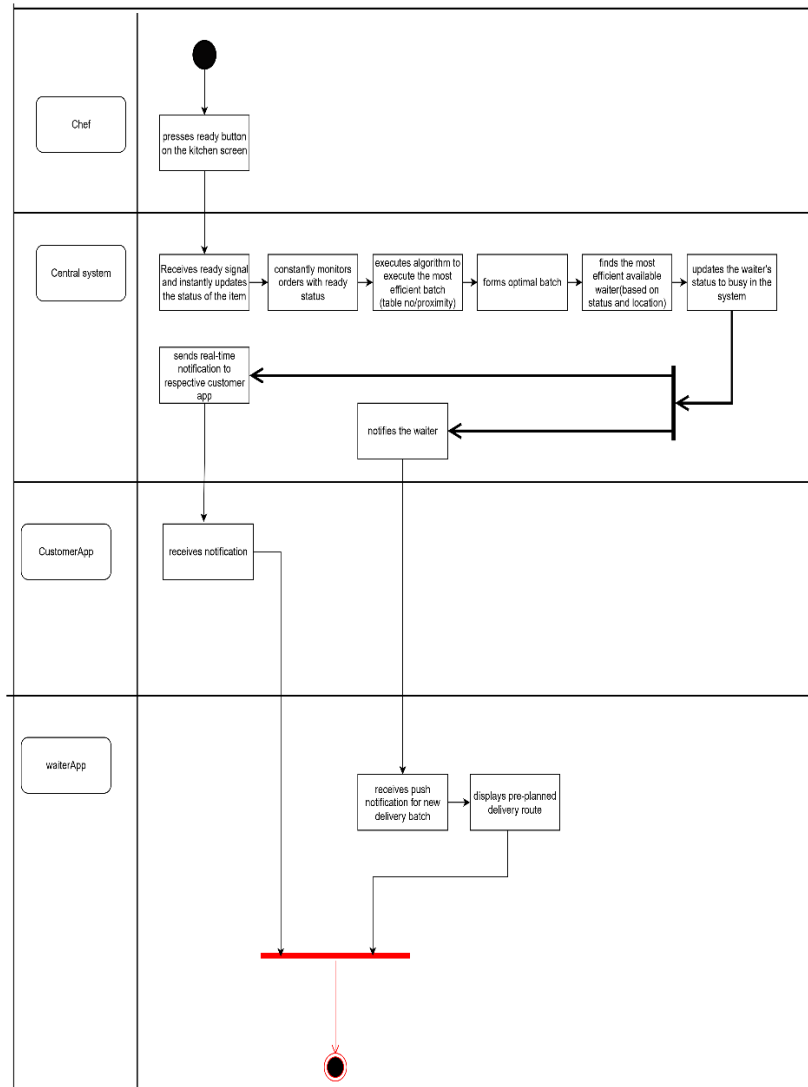 Chef
presses ready button
on the kitchen screen
Central system
Receives ready signal
and instantly updates
the status of the item
constantly monitors
orders with ready
status
executes algorithm to
execute the most
efficient batch
(table no/proximity)
forms optimal batch
finds the most
efficient available
waiter(based on
status and location)
updates the waiter's
status to busy in the
system
sends real-time
notification to
respective customer
app
notifies the waiter
CustomerApp
receives notification
waiterApp
receives push
notification for new
delivery batch
displays pre-planned
delivery route